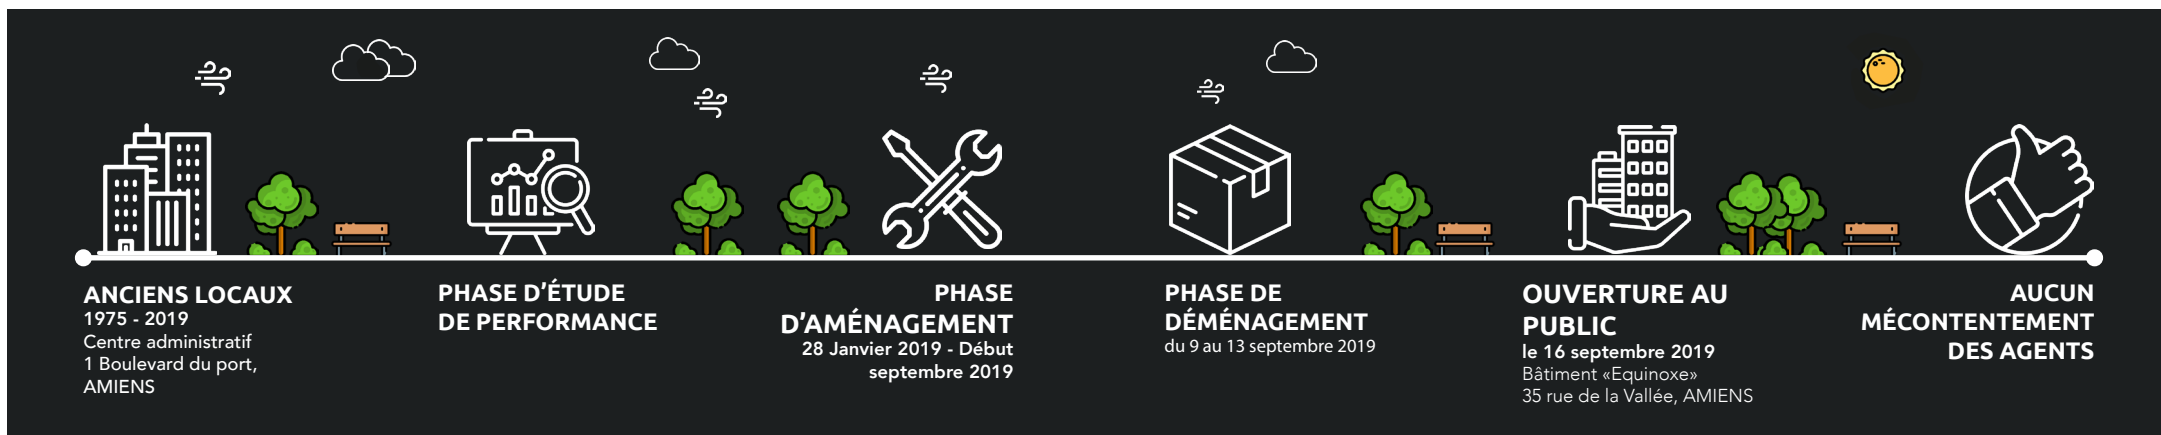 ANCIENS LOCAUX
1975 - 2019
Centre administratif
1 Boulevard du port,
AMIENS
PHASE D’ÉTUDE
DE PERFORMANCE
PHASE
D’AMÉNAGEMENT
28 Janvier 2019 - Début
septembre 2019
PHASE DE
DÉMÉNAGEMENT
du 9 au 13 septembre 2019
OUVERTURE AU
PUBLIC
le 16 septembre 2019
Bâtiment «Equinoxe»
35 rue de la Vallée, AMIENS
AUCUN
MÉCONTENTEMENT
DES AGENTS